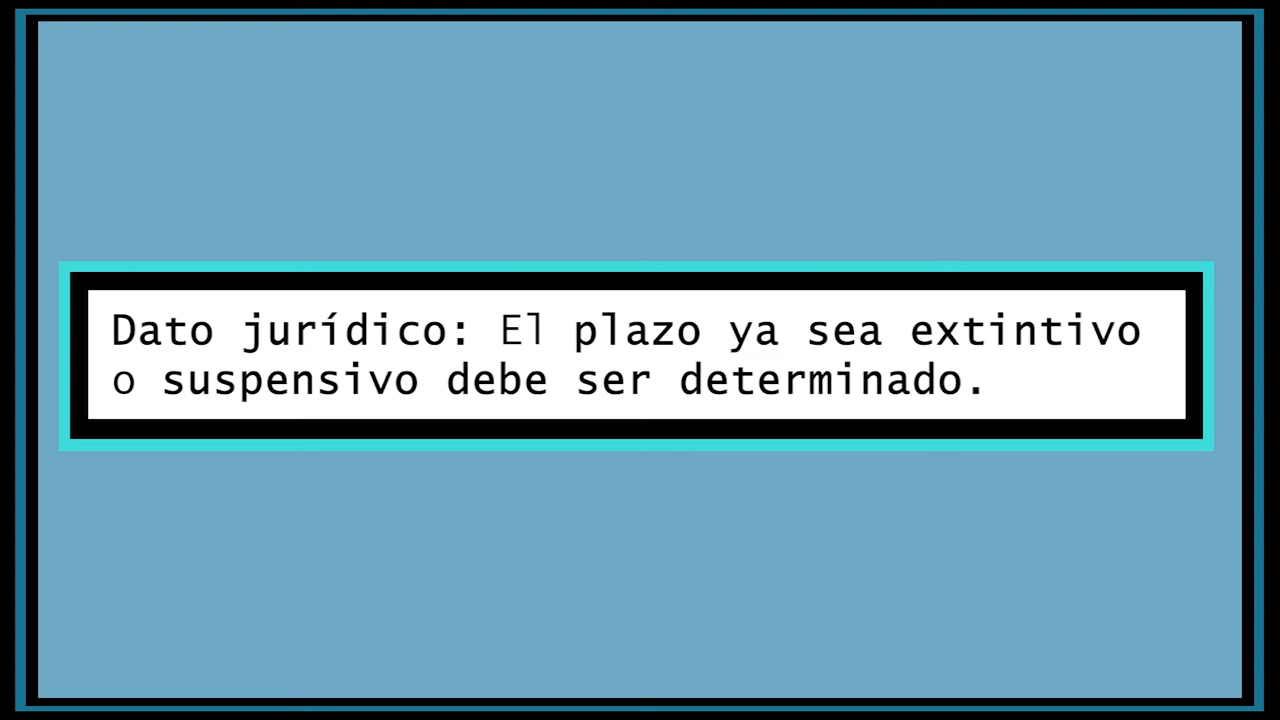 Dato jurídico: El plazo ya sea extintivo
o suspensivo debe ser determinado.